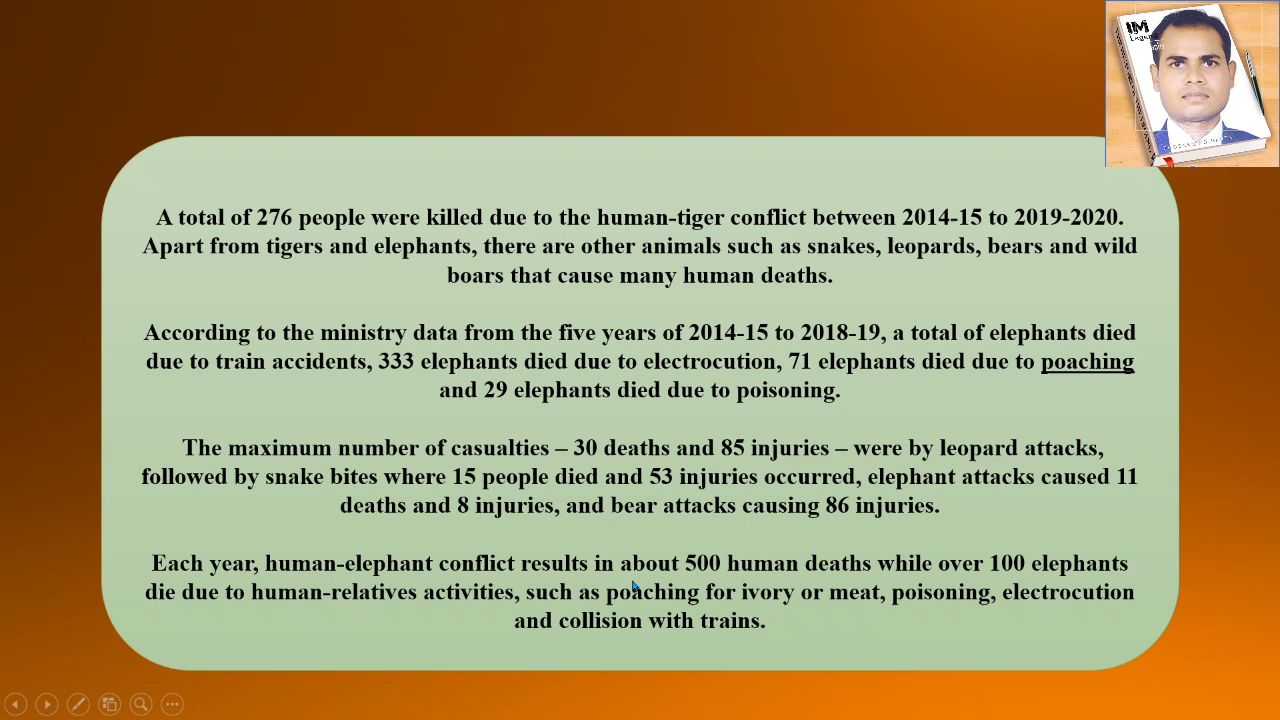 IM
Legend
A total of 276 people were killed due to the human-tiger conflict between 2014-15 to 2019-2020.
Apart from tigers and elephants, there are other animals such as snakes, leopards, bears and wild
boars that cause many human deaths.
According to the ministry data from the five years of 2014-15 to 2018-19, a total of elephants died
due to train accidents, 333 elephants died due to electrocution, 71 elephants died due to poaching
and 29 elephants died due to poisoning.
The maximum number of casualties – 30 deaths and 85 injuries – were by leopard attacks,
followed by snake bites where 15 people died and 53 injuries occurred, elephant attacks caused 11
deaths and 8 injuries, and bear attacks causing 86 injuries.
Each year, human-elephant conflict results in about 500 human deaths while over 100 elephants
die due to human-relatives activities, such as poaching for ivory or meat, poisoning, electrocution
and collision with trains.